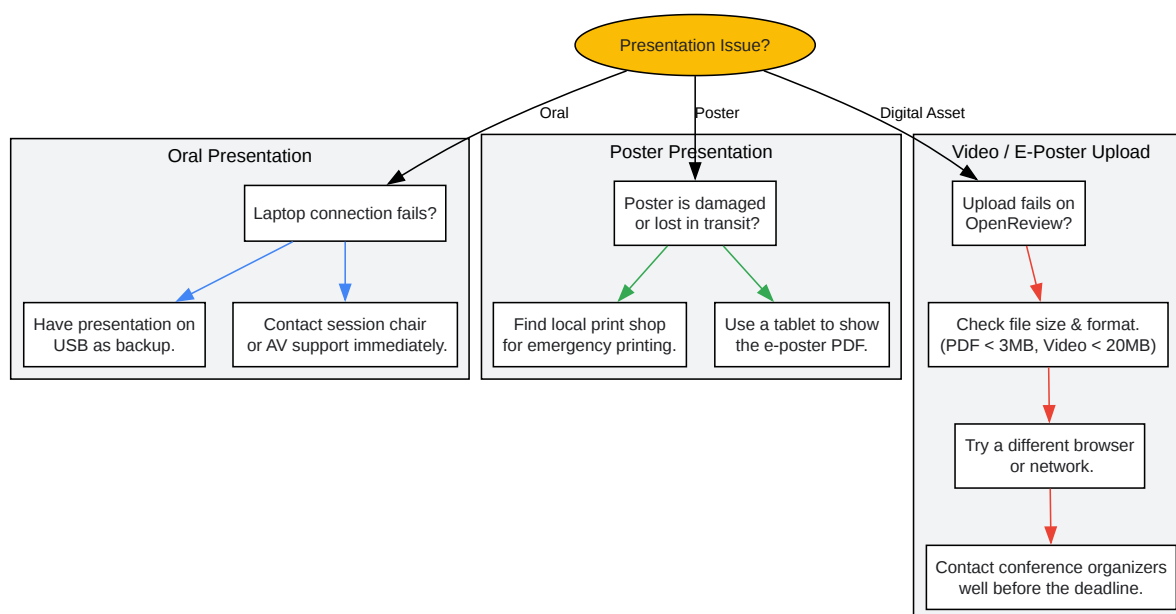 Presentation Issue?
Oral
Poster
Digital Asset
Oral Presentation
Laptop connection fails?
Have presentation on
USB as backup.
Contact session chair
or AV support immediately.
Poster Presentation
Poster is damaged
or lost in transit?
Find local print shop
for emergency printing.
Use a tablet to show
the e-poster PDF.
Video / E-Poster Upload
Upload fails on
OpenReview?
Check file size & format.
(PDF < 3MB, Video < 20MB)
Try a different browser
or network.
Contact conference organizers
well before the deadline.